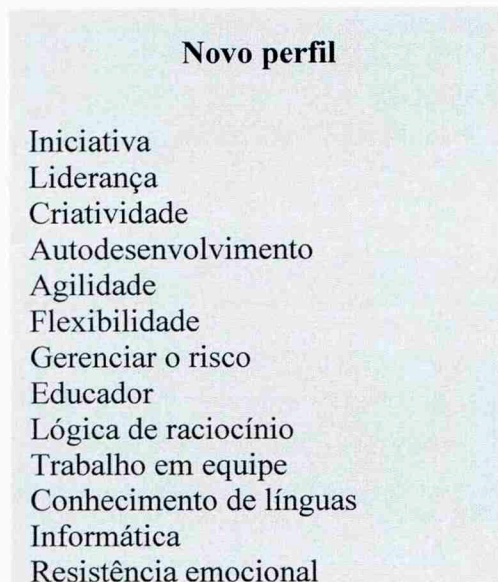 Novo perfil
Iniciativa
Liderança
Criatividade
Autodesenvolvimento
Agilidade
Flexibilidade
Gerenciar o risco
Educador
Lógica de raciocínio
Trabalho em equipe
Conhecimento de línguas
Informática
Resistência emocional